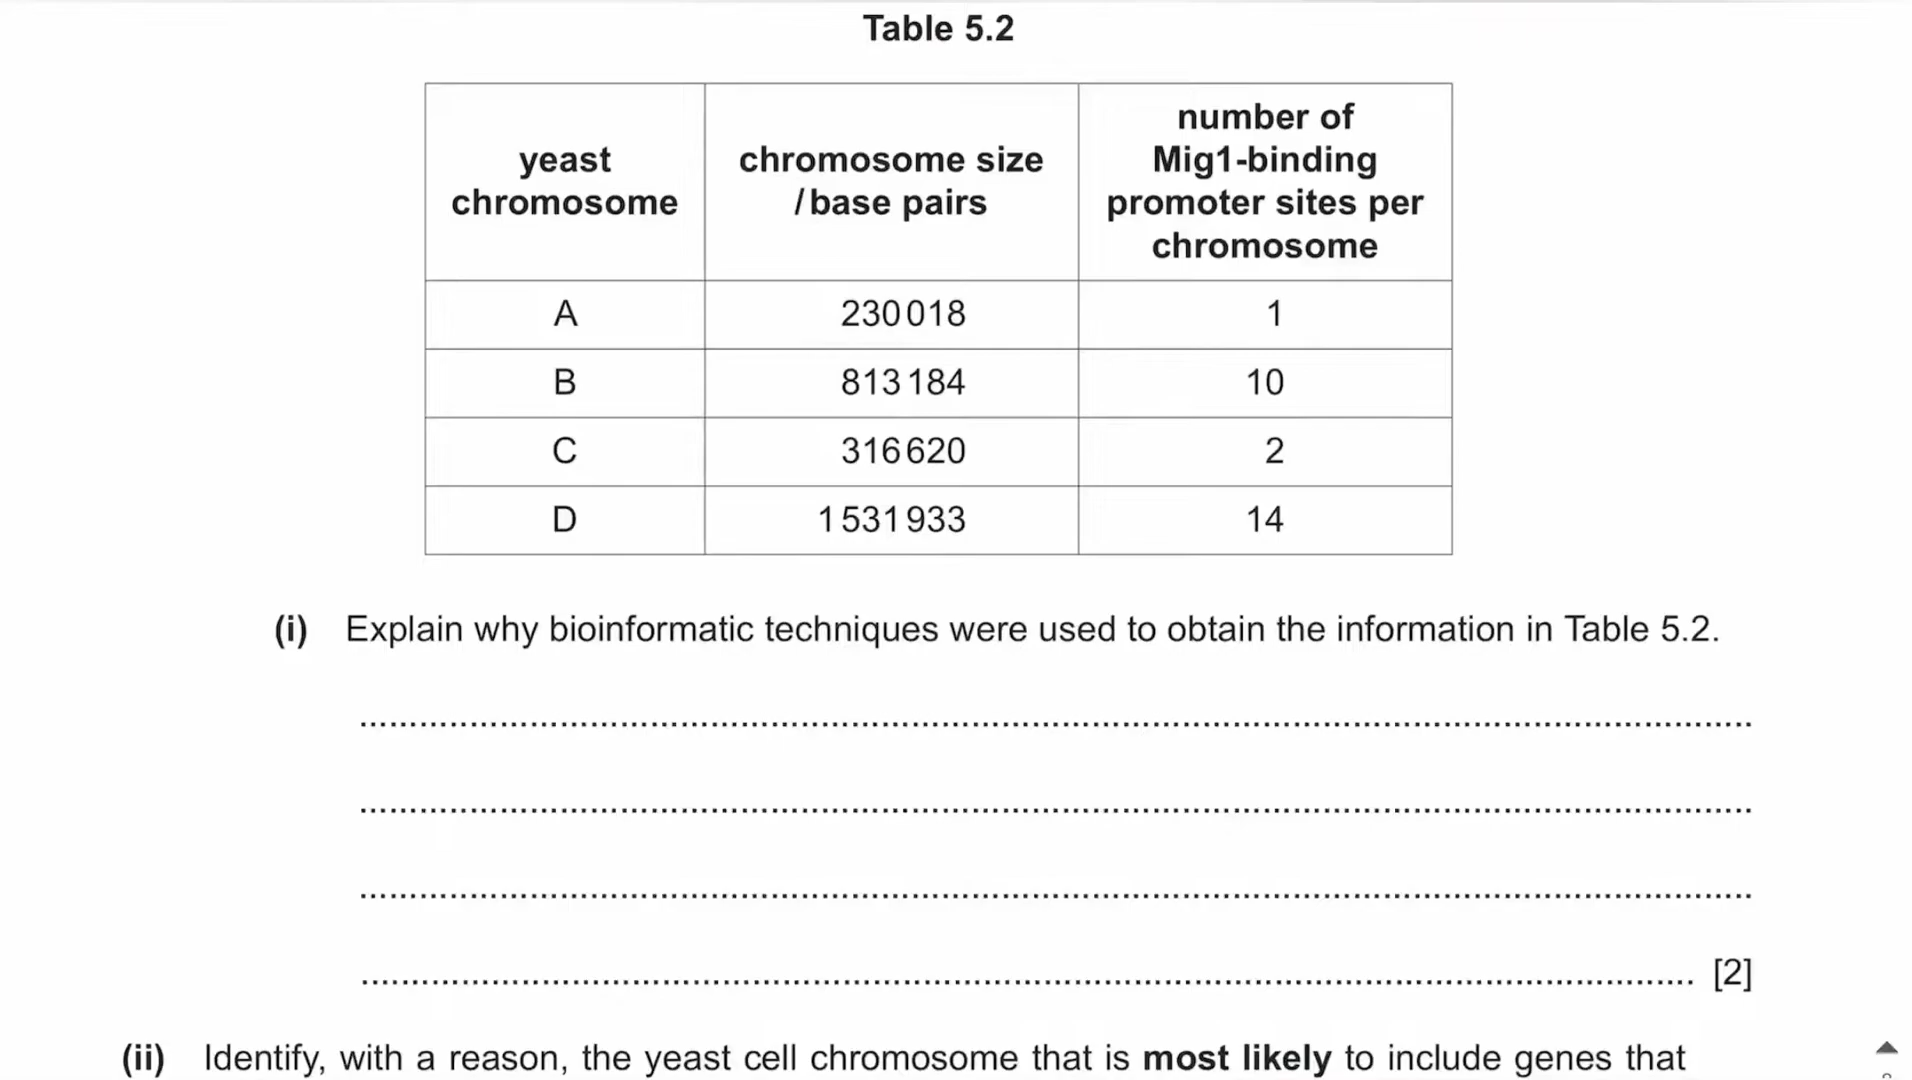 Table 5.2
yeast chromosome
chromosome size / base pairs
number of Mig1-binding promoter sites per chromosome
A 230 018 1
B 813 184 10
C 316 620 2
D 1 531 933 14
(i) Explain why bioinformatic techniques were used to obtain the information in Table 5.2.
[2]
(ii) Identify, with a reason, the yeast cell chromosome that is most likely to include genes that